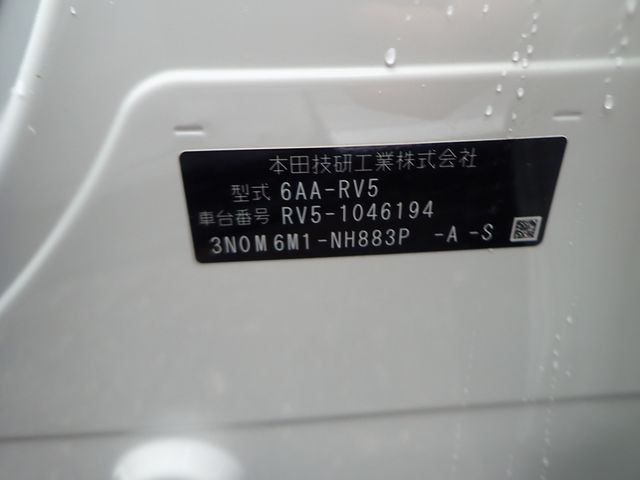 本田技研工業株式会社
型式 6AA-RV5
車台番号 RV5-1046194
3N0M6M1-NH883P -A -S